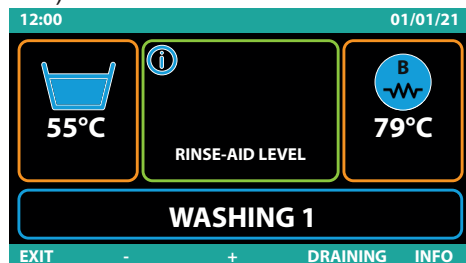 12:00 01/01/21
i
B
55°C
79°C
RINSE-AID LEVEL
WASHING 1
EXIT - + DRAINING INFO